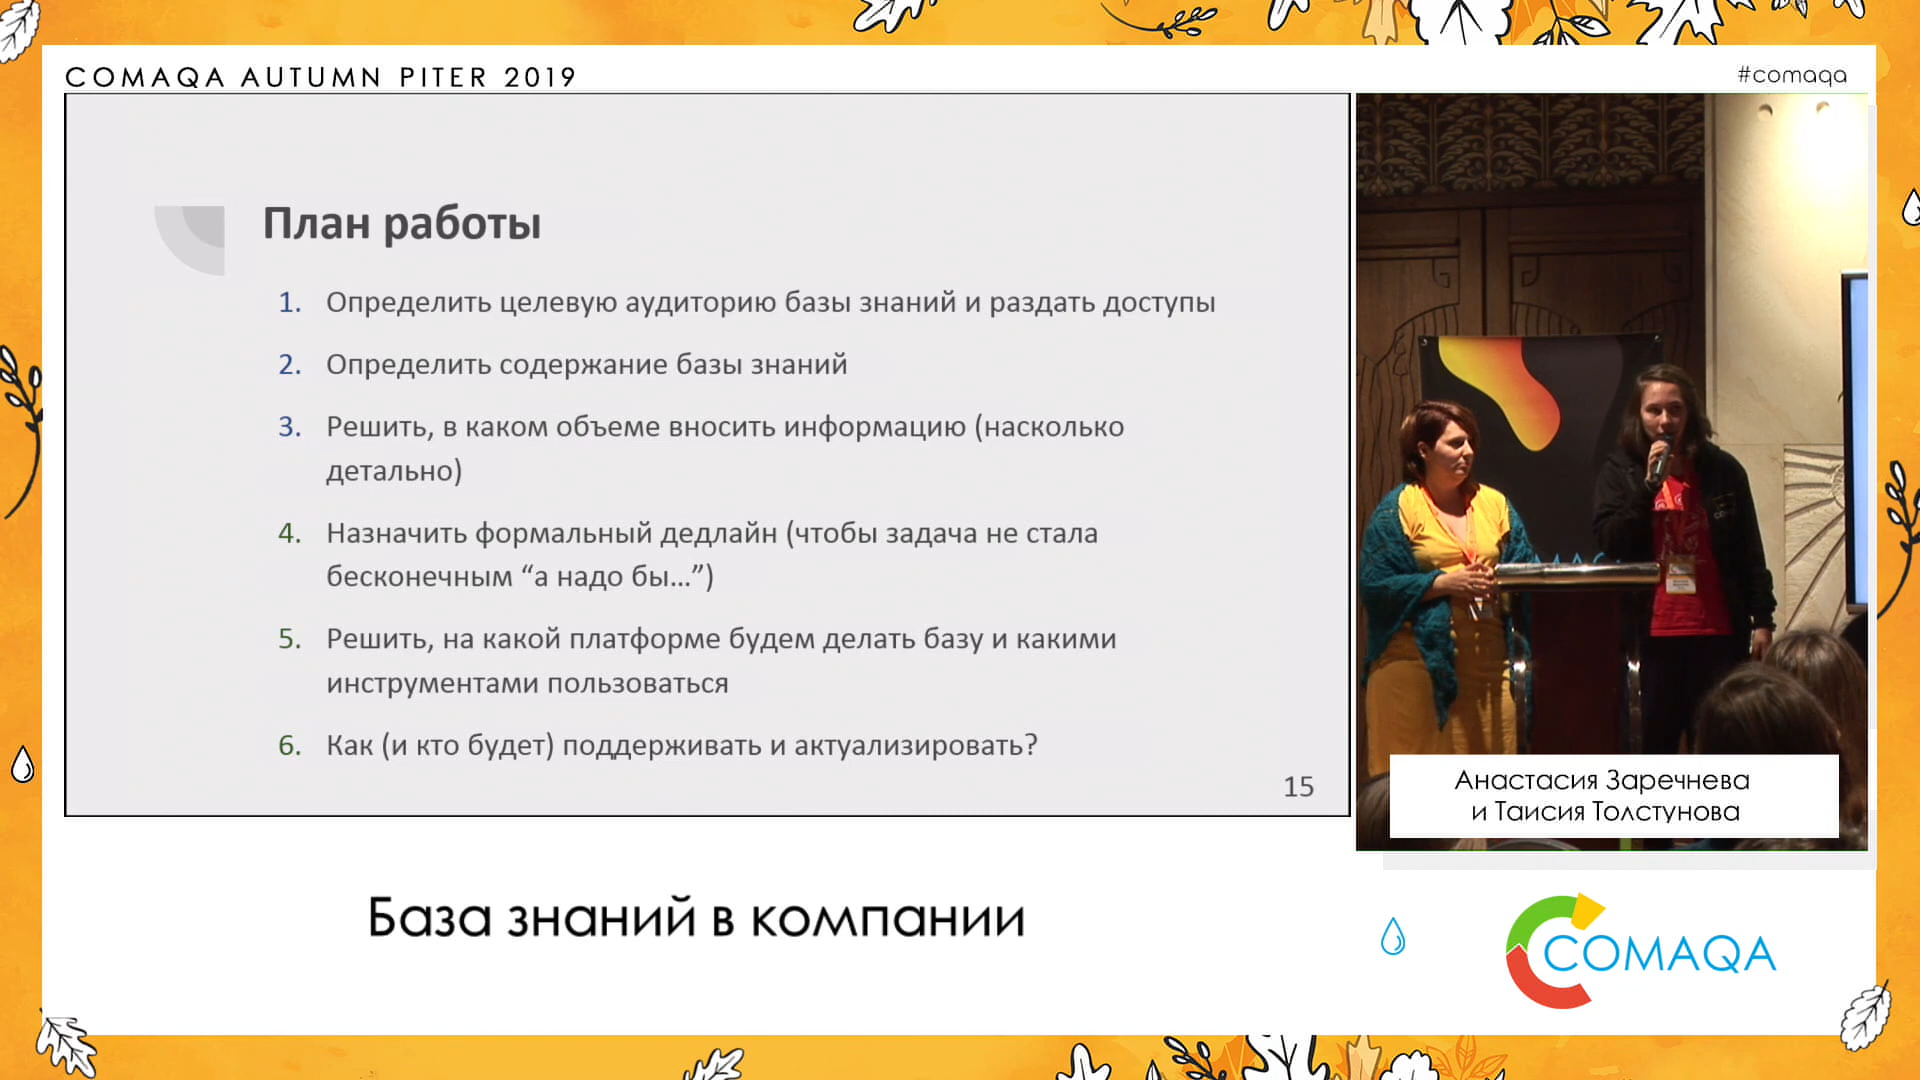 COMAQA AUTUMN PITER 2019
#comaqa
План работы
1. Определить целевую аудиторию базы знаний и раздать доступы
2. Определить содержание базы знаний
3. Решить, в каком объеме вносить информацию (насколько
детально)
4. Назначить формальный дедлайн (чтобы задача не стала
бесконечным “а надо бы...”)
5. Решить, на какой платформе будем делать базу и какими
инструментами пользоваться
6. Как (и кто будет) поддерживать и актуализировать?
15
Анастасия Заречнева
и Таисия Толстунова
База знаний в компании
COMAQA